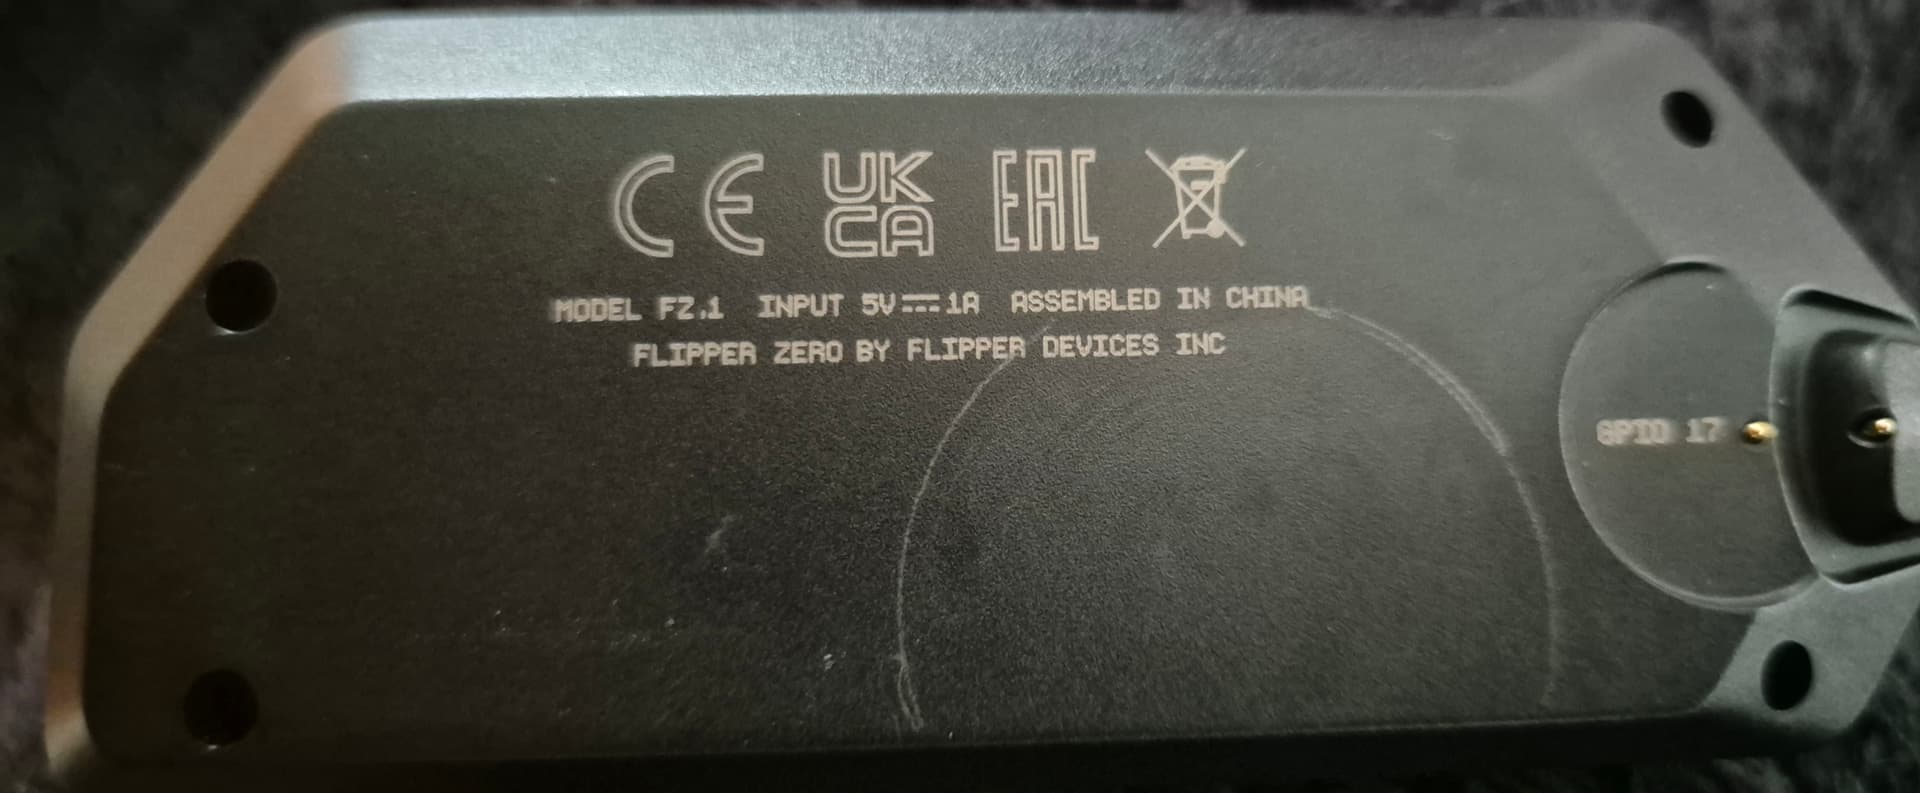 CE UK CA EAC
MODEL FZ.1 INPUT 5V⎓1A ASSEMBLED IN CHINA
FLIPPER ZERO BY FLIPPER DEVICES INC
GPIO 17